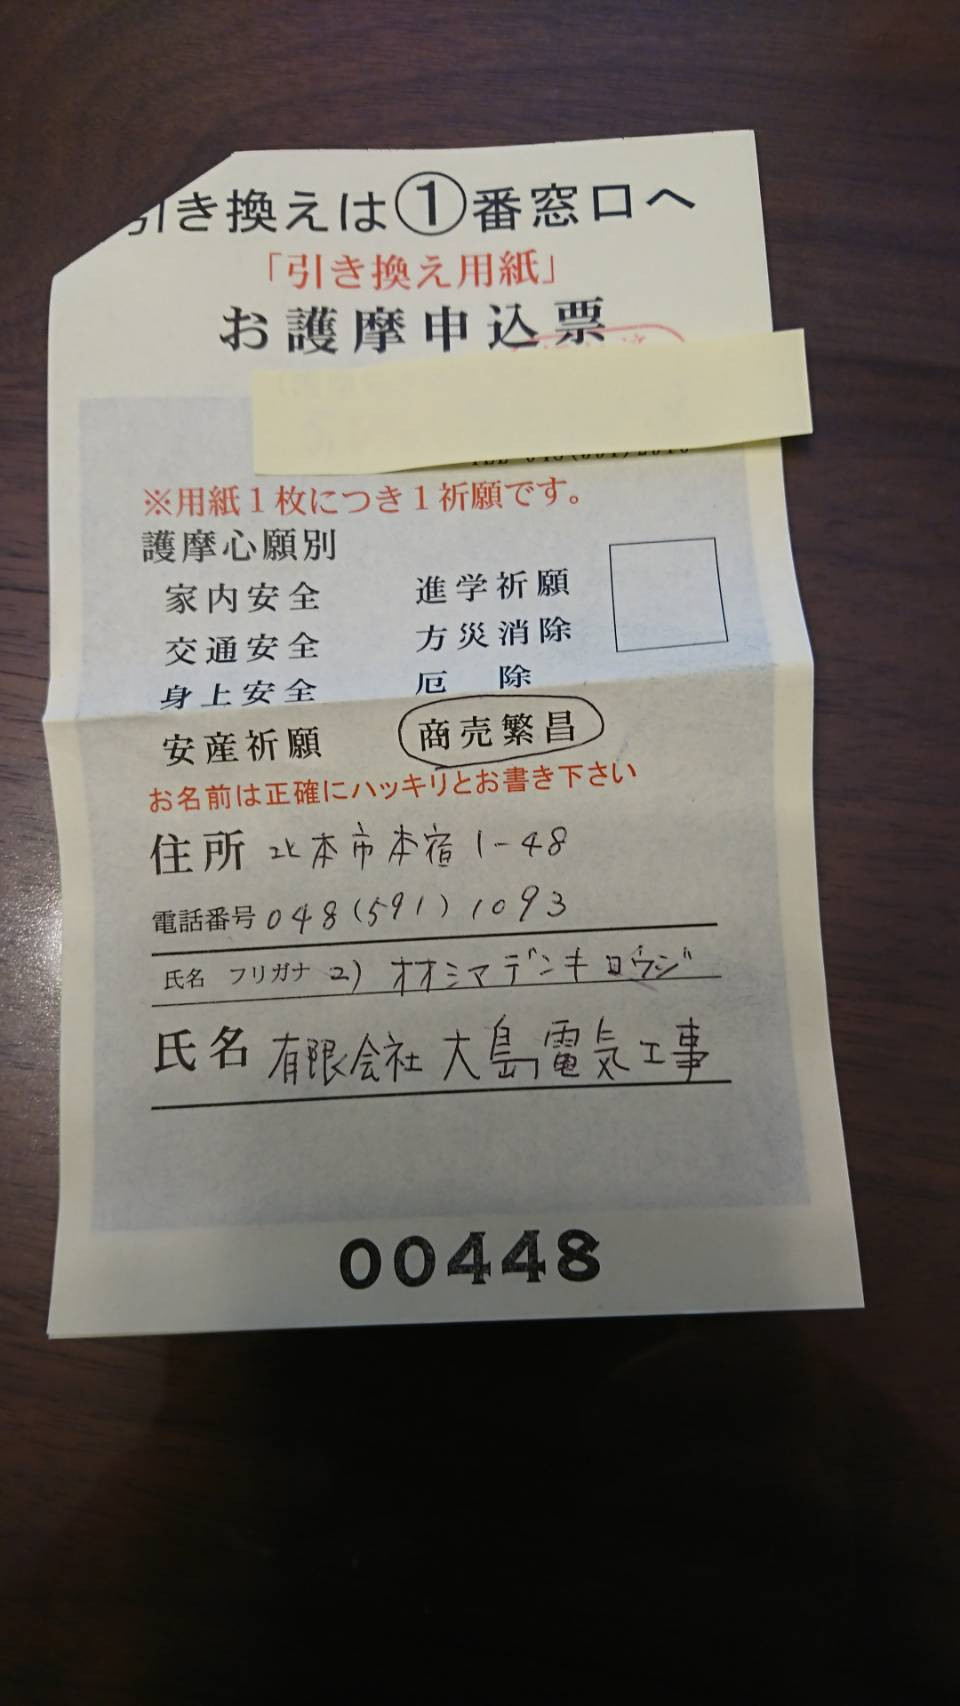 引き換えは①番窓口へ
「引き換え用紙」
お護摩申込票
※用紙1枚につき1祈願です。
護摩心願別
家内安全 進学祈願
交通安全 方災消除
身上安全 厄 除
安産祈願 商売繁昌
お名前は正確にハッキリとお書き下さい
住所 北本市本宿1-48
電話番号 048(591)1093
氏名 フリガナ ユ)オオシマデンキコウジ
氏名 有限会社 大島電気工事
00448